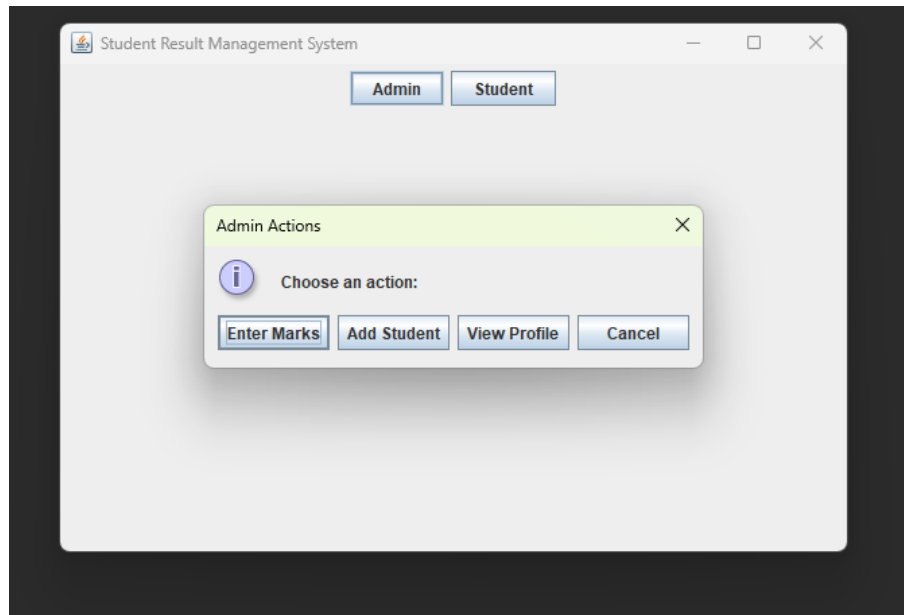 Student Result Management System
Admin Student
Admin Actions
i Choose an action:
Enter Marks Add Student View Profile Cancel